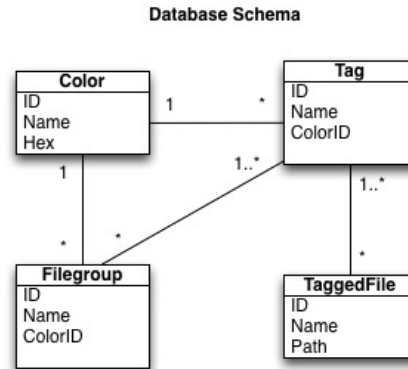 Database Schema
Color
ID
Name
Hex
1
*
Tag
ID
Name
ColorID
1
*
1..*
*
1..*
*
Filegroup
ID
Name
ColorID
TaggedFile
ID
Name
Path